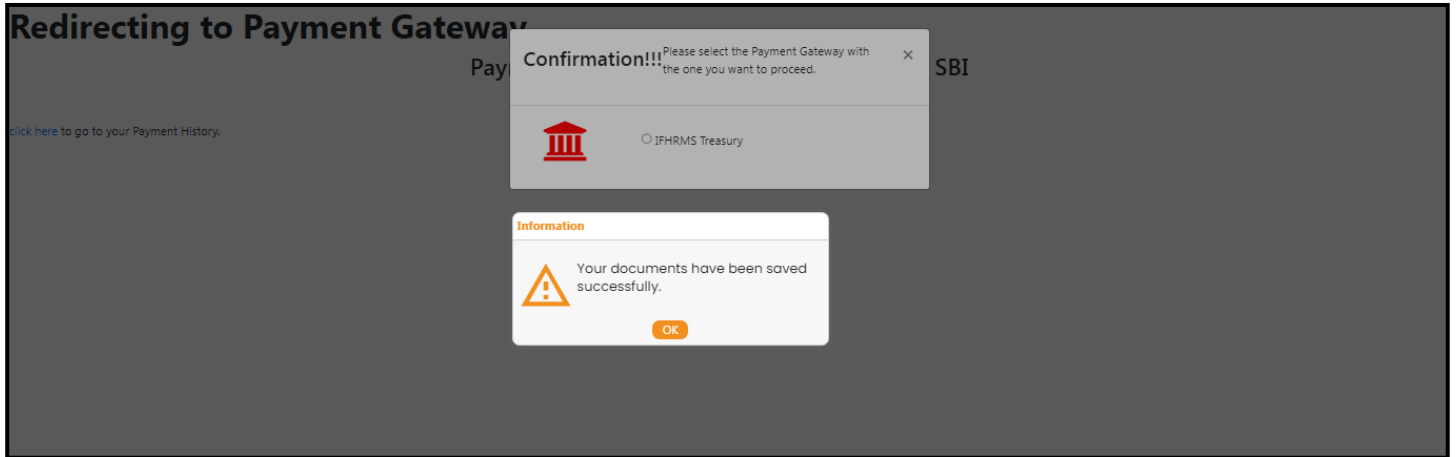 Redirecting to Payment Gateway
Confirmation!!!
Please select the Payment Gateway with
the one you want to proceed.
×
Pay
SBI
click here to go to your Payment History.
IFHRMS Treasury
Information
Your documents have been saved
successfully.
OK